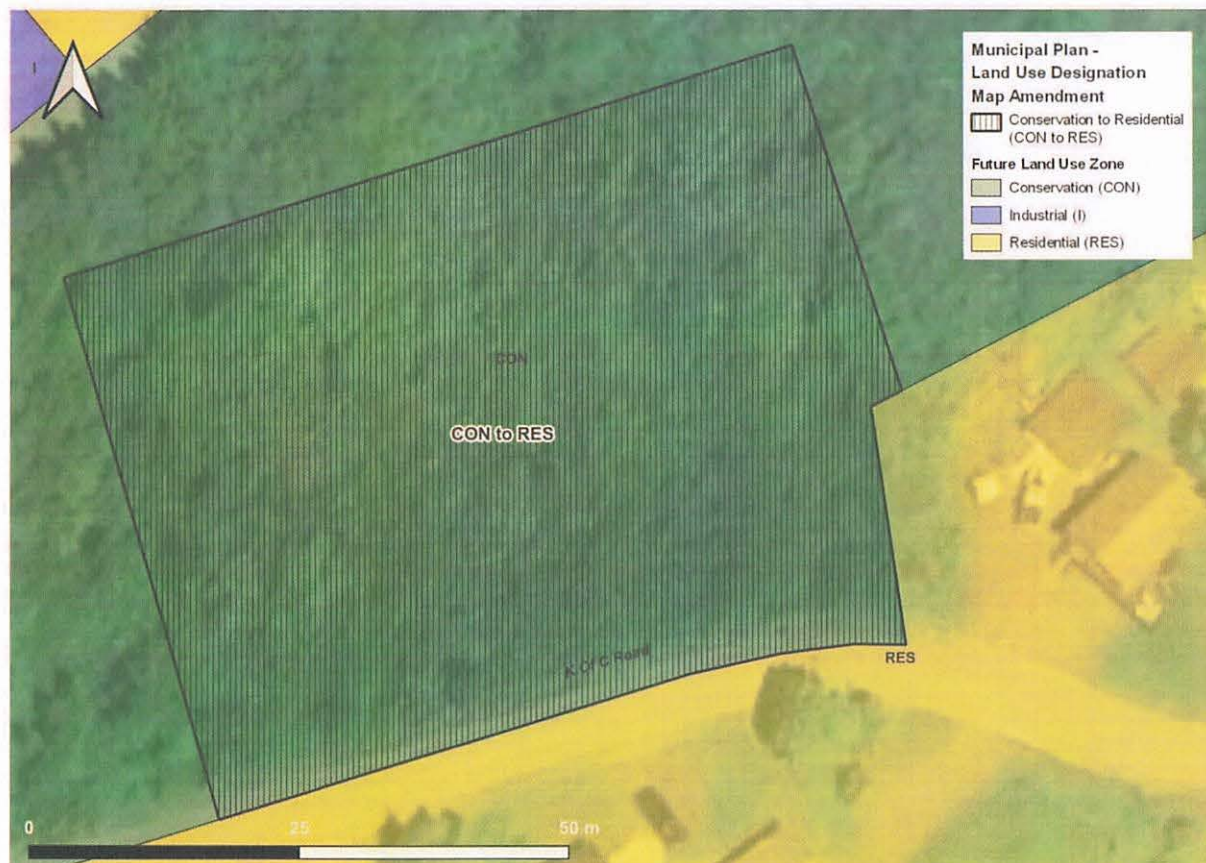 I
Municipal Plan -
Land Use Designation
Map Amendment
Conservation to Residential
(CON to RES)
Future Land Use Zone
Conservation (CON)
Industrial (I)
Residential (RES)
CON
CON to RES
K Of C Road
RES
0
25
50 m